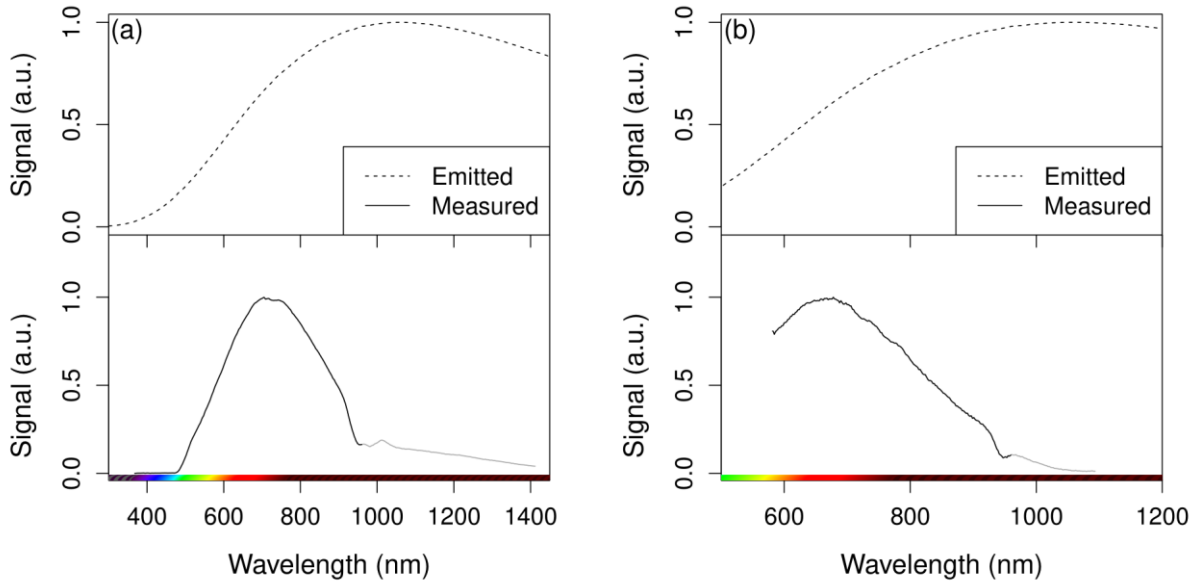 (a)
Signal (a.u.)
0.0 0.5 1.0
Emitted
Measured
Signal (a.u.)
0.0 0.5 1.0
400 600 800 1000 1200 1400
Wavelength (nm)
(b)
Signal (a.u.)
0.0 0.5 1.0
Emitted
Measured
Signal (a.u.)
0.0 0.5 1.0
600 800 1000 1200
Wavelength (nm)